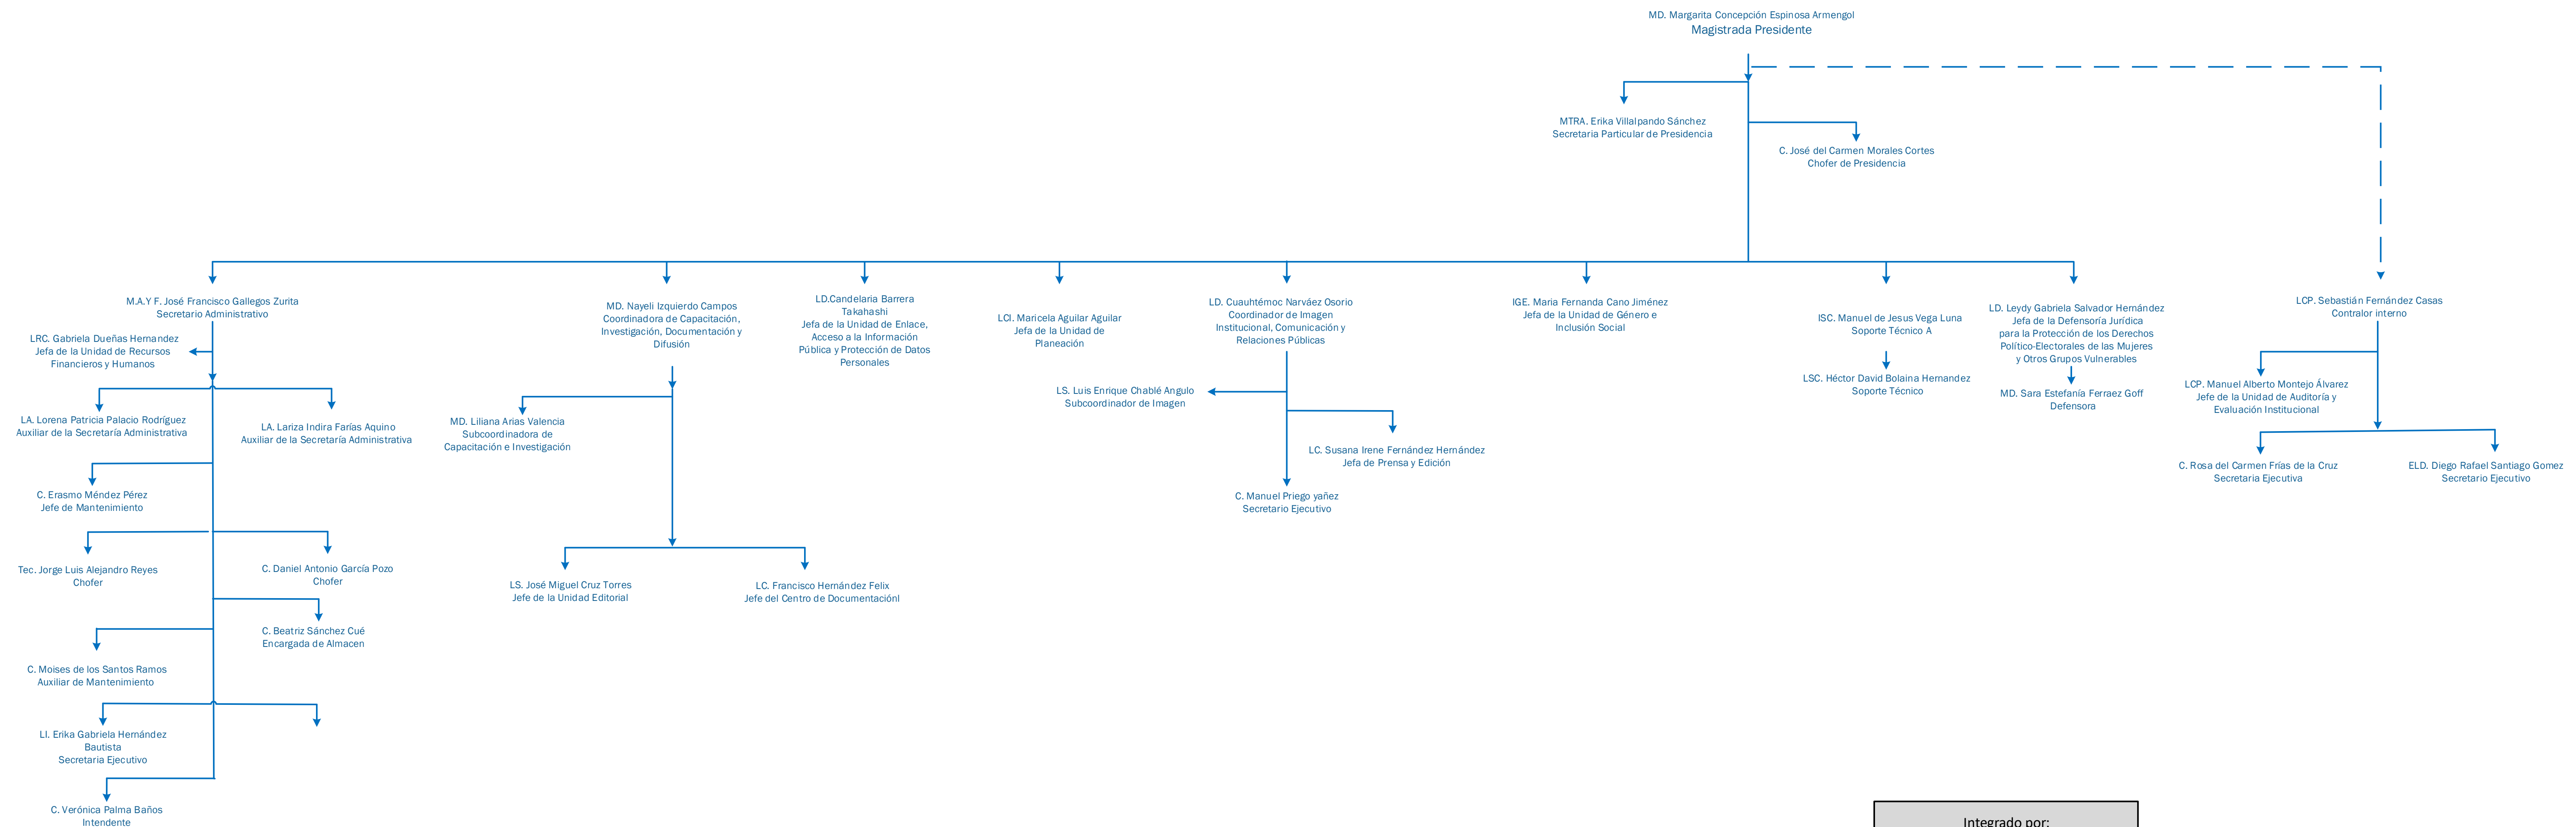 MD. Margarita Concepción Espinosa Armengol
Magistrada Presidente
MTRA. Erika Villalpando Sánchez
Secretaria Particular de Presidencia
C. José del Carmen Morales Cortes
Chofer de Presidencia
M.A.Y F. José Francisco Gallegos Zurita
Secretario Administrativo
LRC. Gabriela Dueñas Hernandez
Jefa de la Unidad de Recursos
Financieros y Humanos
LA. Lorena Patricia Palacio Rodríguez
Auxiliar de la Secretaría Administrativa
LA. Lariza Indira Farías Aquino
Auxiliar de la Secretaría Administrativa
C. Erasmo Méndez Pérez
Jefe de Mantenimiento
Tec. Jorge Luis Alejandro Reyes
Chofer
C. Daniel Antonio García Pozo
Chofer
C. Beatriz Sánchez Cué
Encargada de Almacen
C. Moises de los Santos Ramos
Auxiliar de Mantenimiento
LI. Erika Gabriela Hernández
Bautista
Secretaria Ejecutivo
C. Verónica Palma Baños
Intendente
MD. Nayeli Izquierdo Campos
Coordinadora de Capacitación,
Investigación, Documentación y
Difusión
MD. Liliana Arias Valencia
Subcoordinadora de
Capacitación e Investigación
LS. José Miguel Cruz Torres
Jefe de la Unidad Editorial
LC. Francisco Hernández Felix
Jefe del Centro de Documentaciónl
LD.Candelaria Barrera
Takahashi
Jefa de la Unidad de Enlace,
Acceso a la Información
Pública y Protección de Datos
Personales
LCI. Maricela Aguilar Aguilar
Jefa de la Unidad de
Planeación
LD. Cuauhtémoc Narváez Osorio
Coordinador de Imagen
Institucional, Comunicación y
Relaciones Públicas
LS. Luis Enrique Chablé Angulo
Subcoordinador de Imagen
LC. Susana Irene Fernández Hernández
Jefa de Prensa y Edición
C. Manuel Priego yañez
Secretario Ejecutivo
IGE. Maria Fernanda Cano Jiménez
Jefa de la Unidad de Género e
Inclusión Social
ISC. Manuel de Jesus Vega Luna
Soporte Técnico A
LSC. Héctor David Bolaina Hernandez
Soporte Técnico
LD. Leydy Gabriela Salvador Hernández
Jefa de la Defensoría Jurídica
para la Protección de los Derechos
Político-Electorales de las Mujeres
y Otros Grupos Vulnerables
MD. Sara Estefanía Ferraez Goff
Defensora
LCP. Sebastián Fernández Casas
Contralor interno
LCP. Manuel Alberto Montejo Álvarez
Jefe de la Unidad de Auditoría y
Evaluación Institucional
C. Rosa del Carmen Frías de la Cruz
Secretaria Ejecutiva
ELD. Diego Rafael Santiago Gomez
Secretario Ejecutivo
Integrado por: